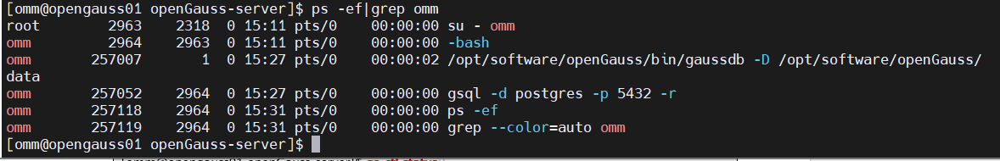 [omm@opengauss01 openGauss-server]$ ps -ef|grep omm
root        2963    2318  0 15:11 pts/0    00:00:00 su - omm
omm         2964    2963  0 15:11 pts/0    00:00:00 -bash
omm       257007       1  0 15:27 pts/0    00:00:02 /opt/software/openGauss/bin/gaussdb -D /opt/software/openGauss/
data
omm       257052    2964  0 15:27 pts/0    00:00:00 gsql -d postgres -p 5432 -r
omm       257118    2964  0 15:31 pts/0    00:00:00 ps -ef
omm       257119    2964  0 15:31 pts/0    00:00:00 grep --color=auto omm
[omm@opengauss01 openGauss-server]$